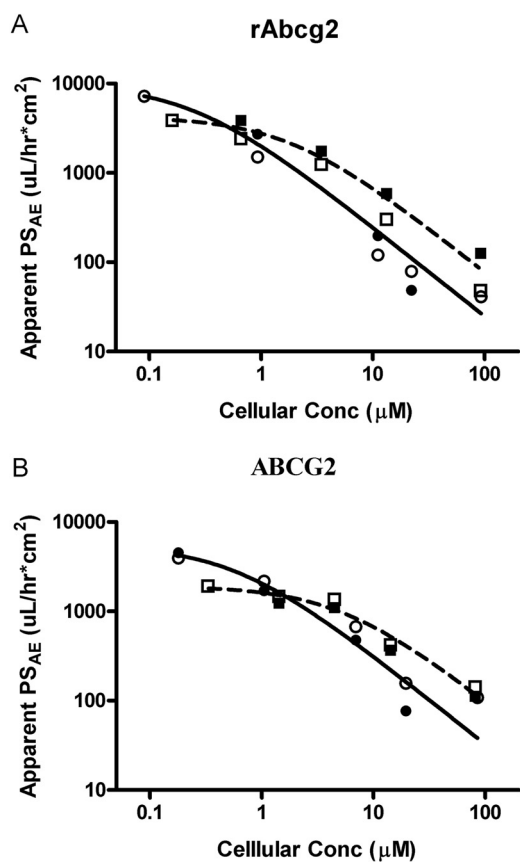 A
rAbcg2
10000
1000
100
10
0.1 1 10 100
Apparent PS_AE (uL/hr*cm²)
Cellular Conc (μM)
B
ABCG2
10000
1000
100
10
0.1 1 10 100
Apparent PS_AE (uL/hr*cm²)
Celllular Conc (μM)